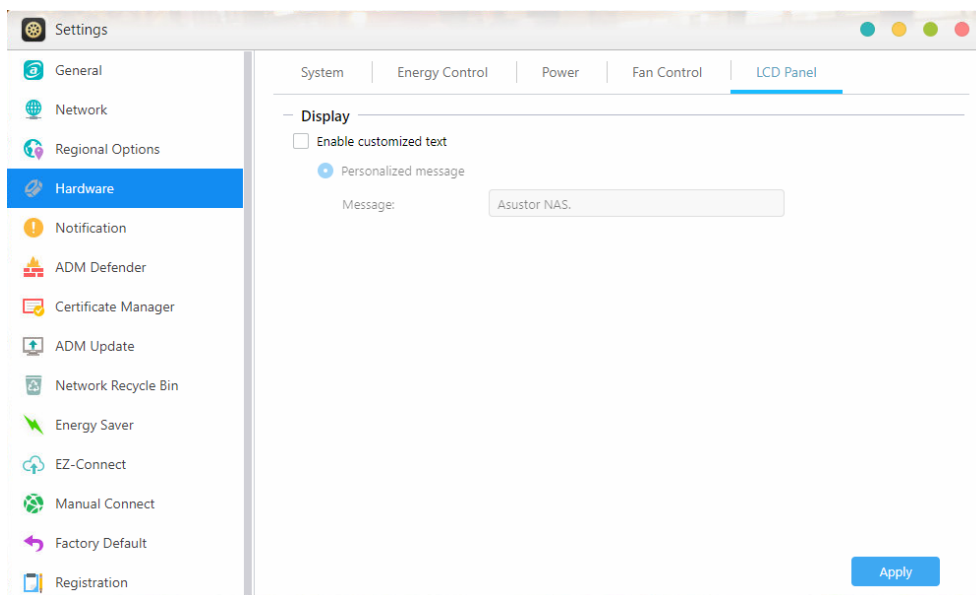 Settings
General
Network
Regional Options
Hardware
Notification
ADM Defender
Certificate Manager
ADM Update
Network Recycle Bin
Energy Saver
EZ-Connect
Manual Connect
Factory Default
Registration
System Energy Control Power Fan Control LCD Panel
Display
Enable customized text
Personalized message
Message: Asustor NAS.
Apply